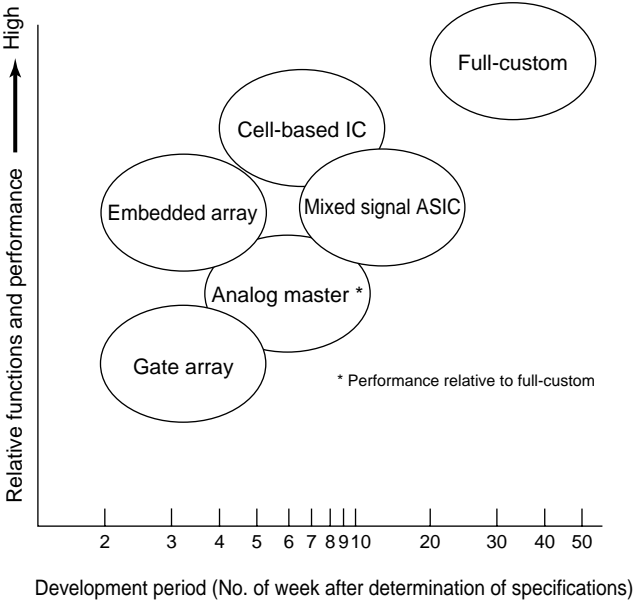 High
Relative functions and performance
Full-custom
Cell-based IC
Embedded array
Mixed signal ASIC
Analog master *
Gate array
* Performance relative to full-custom
2 3 4 5 6 7 8 9 10 20 30 40 50
Development period (No. of week after determination of specifications)